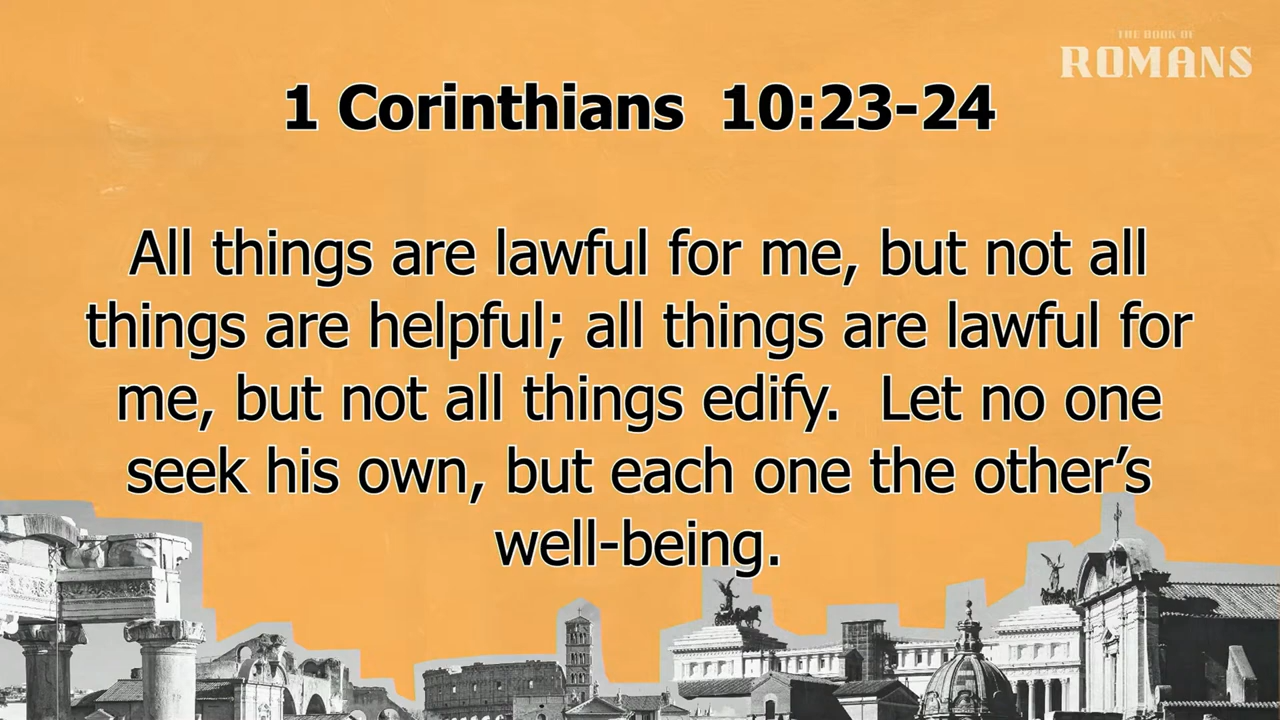 THE BOOK OF
ROMANS
1 Corinthians 10:23-24
All things are lawful for me, but not all
things are helpful; all things are lawful for
me, but not all things edify. Let no one
seek his own, but each one the other’s
well-being.